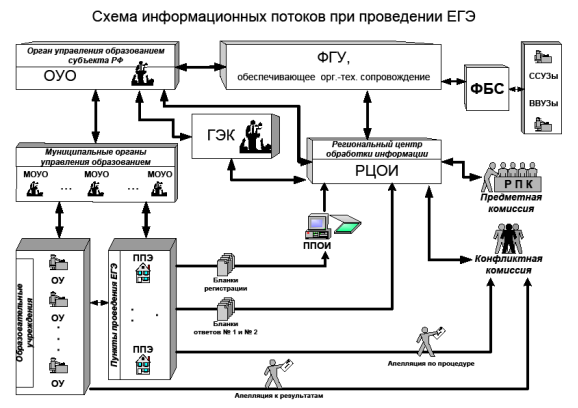 Схема информационных потоков при проведении ЕГЭ
Орган управления образованием
субъекта РФ
ОУО
ФГУ,
обеспечивающее орг.-тех. сопровождение
ФБС
ССУЗы
ВВУЗы
ГЭК
Муниципальные органы
управления образованием
МОУО МОУО МОУО
... ...
Региональный центр
обработки информации
РЦОИ
РПК
Предметная
комиссия
ППОИ
Конфликтная
комиссия
Образовательные
учреждения
ОУ
ОУ
ОУ
Пункты проведения ЕГЭ
ППЭ
ППЭ
Бланки
регистрации
Бланки
ответов № 1 и № 2
Апелляция по процедуре
Апелляция к результатам